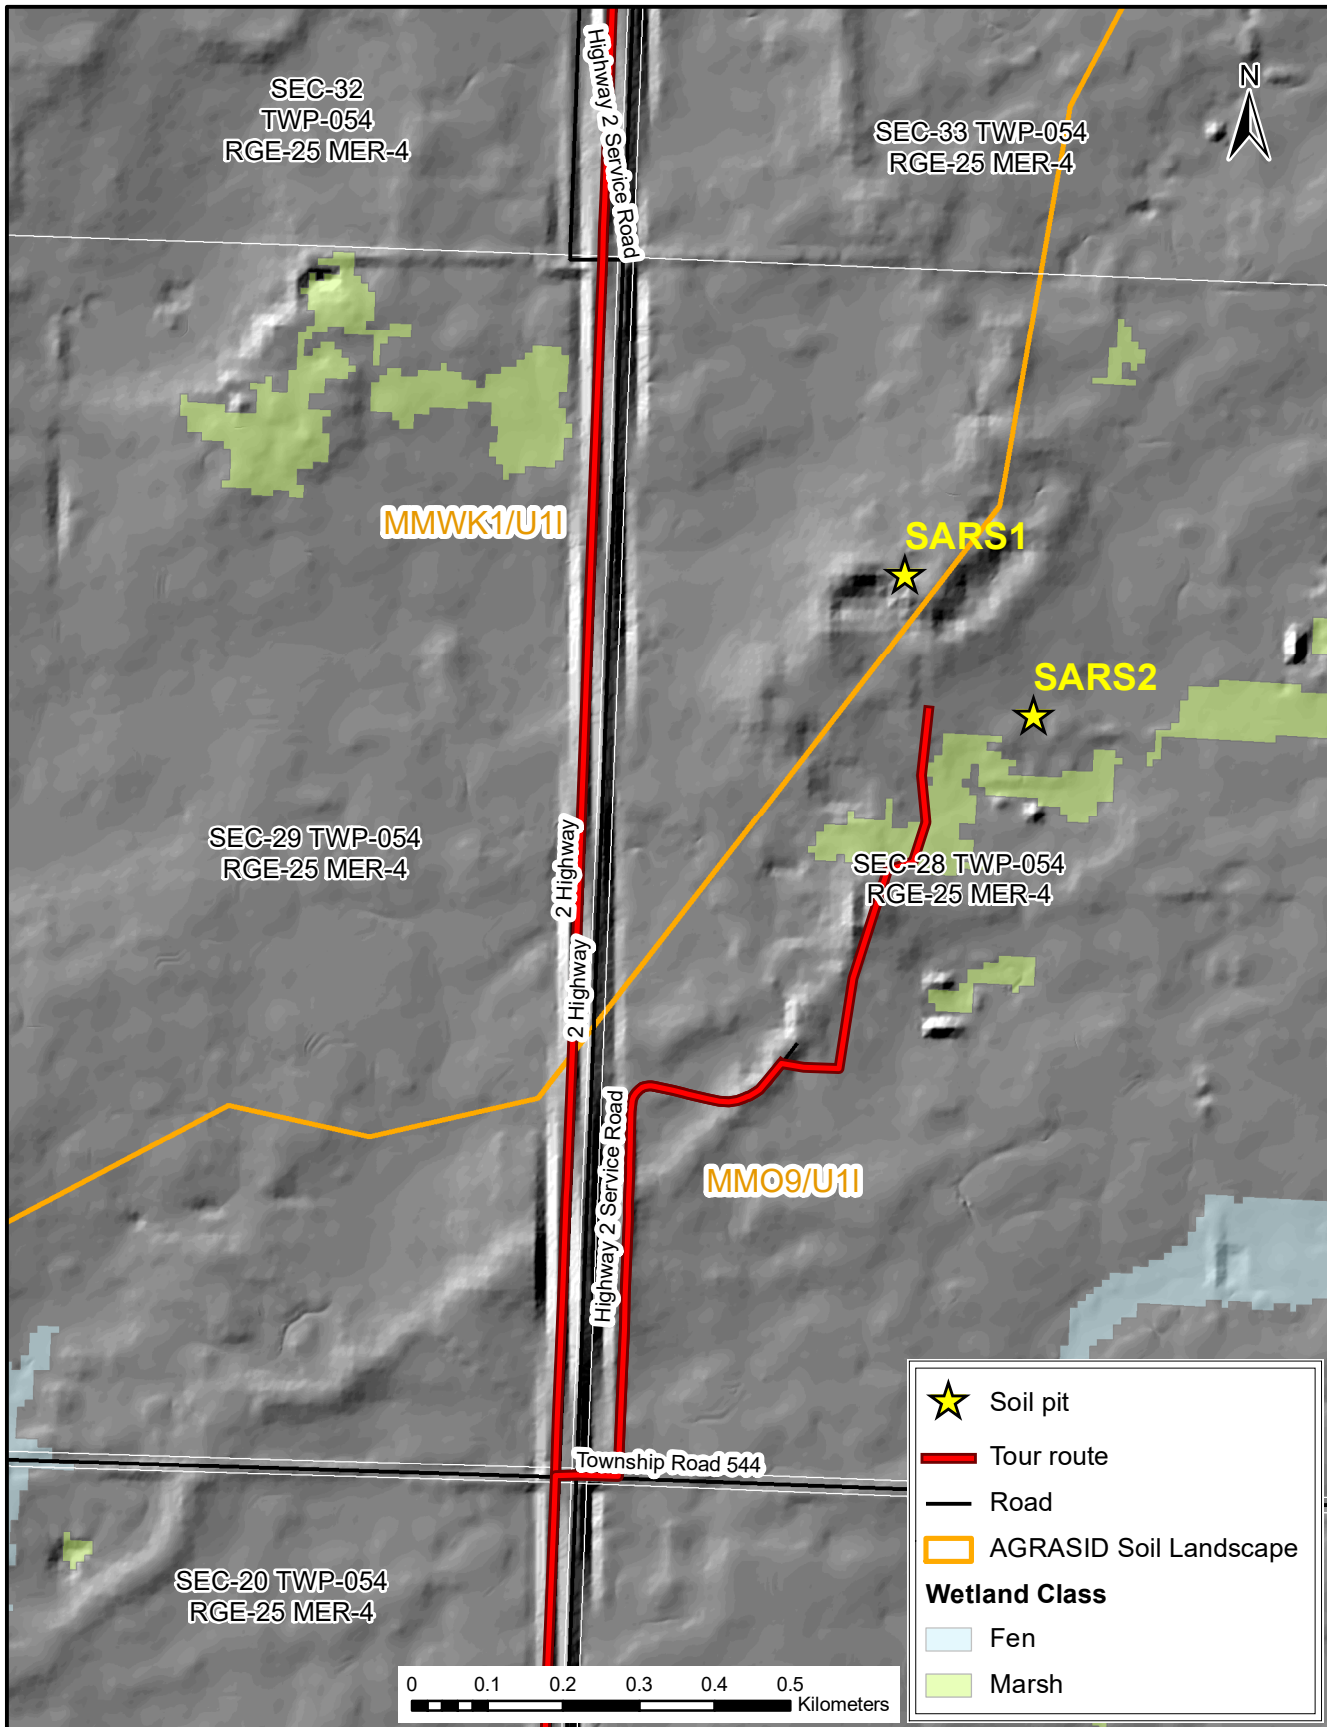 Highway 2 Service Road
N
SEC-32
TWP-054
RGE-25 MER-4
SEC-33 TWP-054
RGE-25 MER-4
MMWK1/U1l
SARS1
SARS2
SEC-29 TWP-054
RGE-25 MER-4
2 Highway
SEC-28 TWP-054
RGE-25 MER-4
2 Highway
Highway 2 Service Road
MMO9/U1l
Township Road 544
SEC-20 TWP-054
RGE-25 MER-4
Soil pit
Tour route
Road
AGRASID Soil Landscape
Wetland Class
Fen
Marsh
0 0.1 0.2 0.3 0.4 0.5
Kilometers